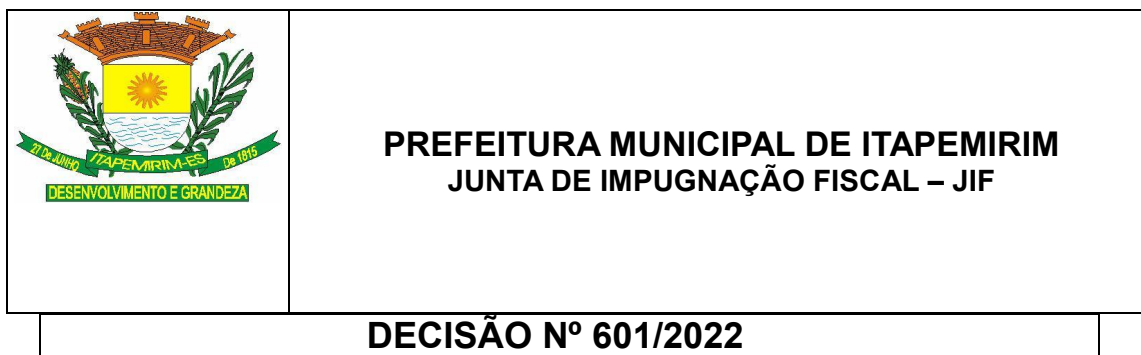 27 De JUNHO ITAPEMIRIM-ES De 1815
DESENVOLVIMENTO E GRANDEZA
PREFEITURA MUNICIPAL DE ITAPEMIRIM
JUNTA DE IMPUGNAÇÃO FISCAL – JIF
DECISÃO Nº 601/2022